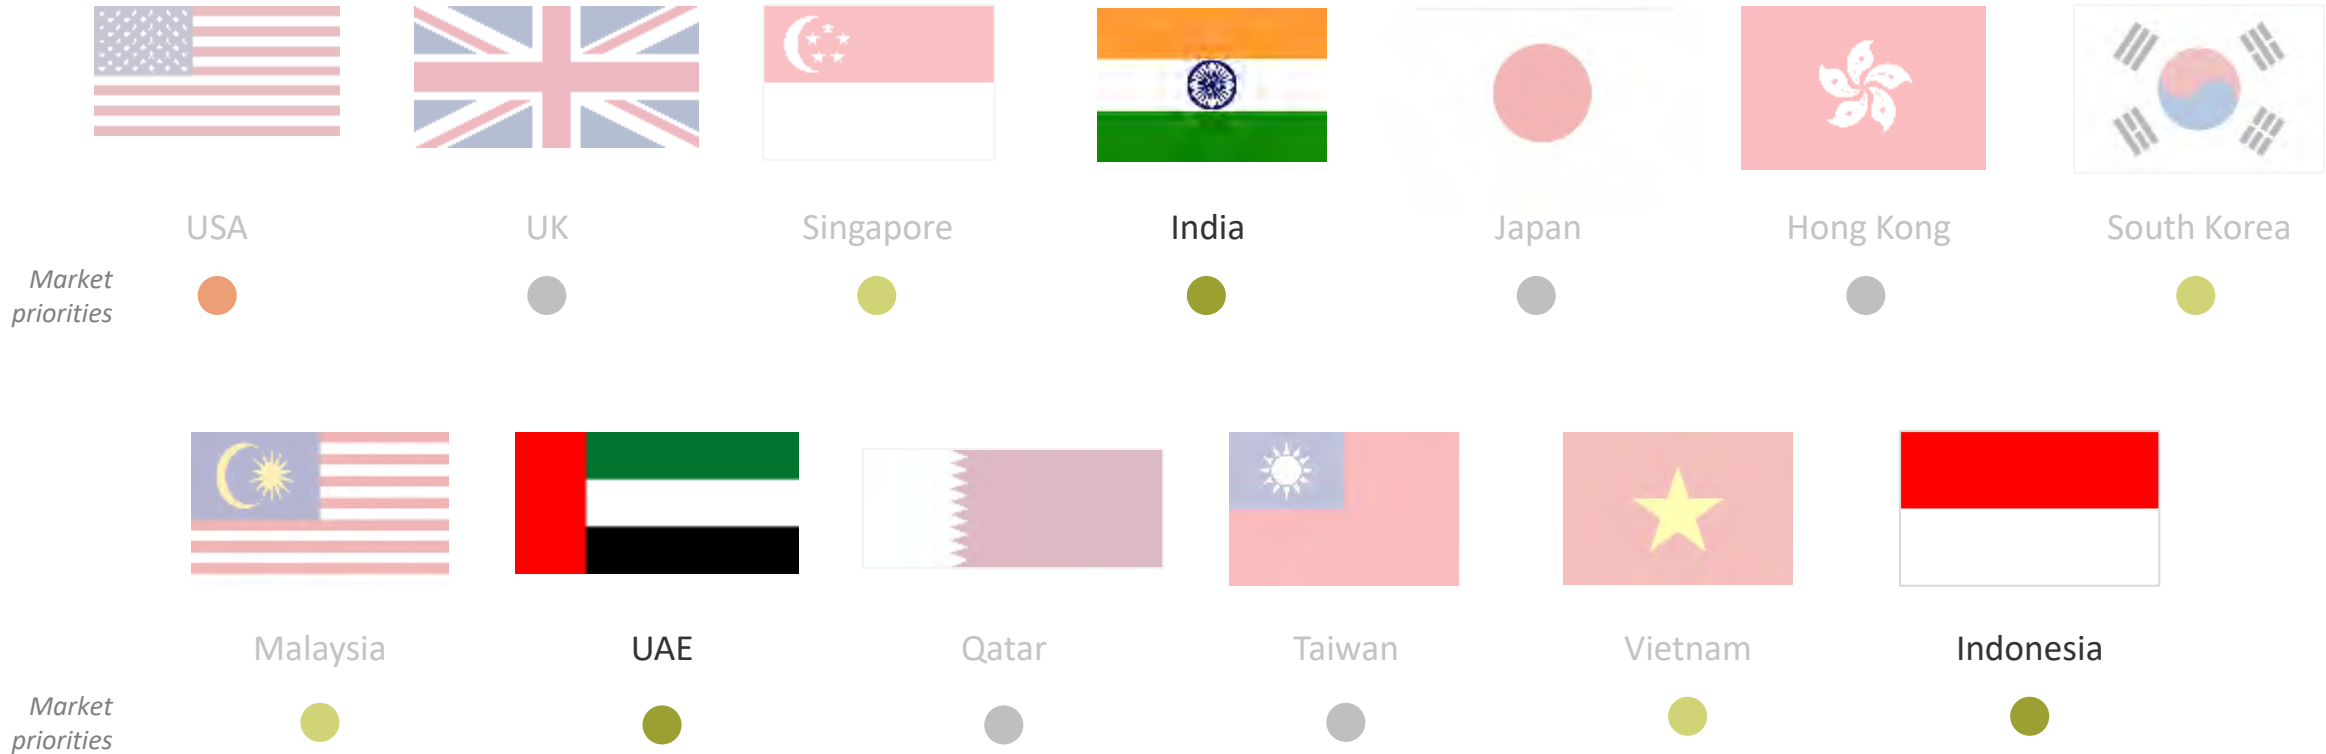 USA
UK
Singapore
India
Japan
Hong Kong
South Korea
Market
priorities
Malaysia
UAE
Qatar
Taiwan
Vietnam
Indonesia
Market
priorities